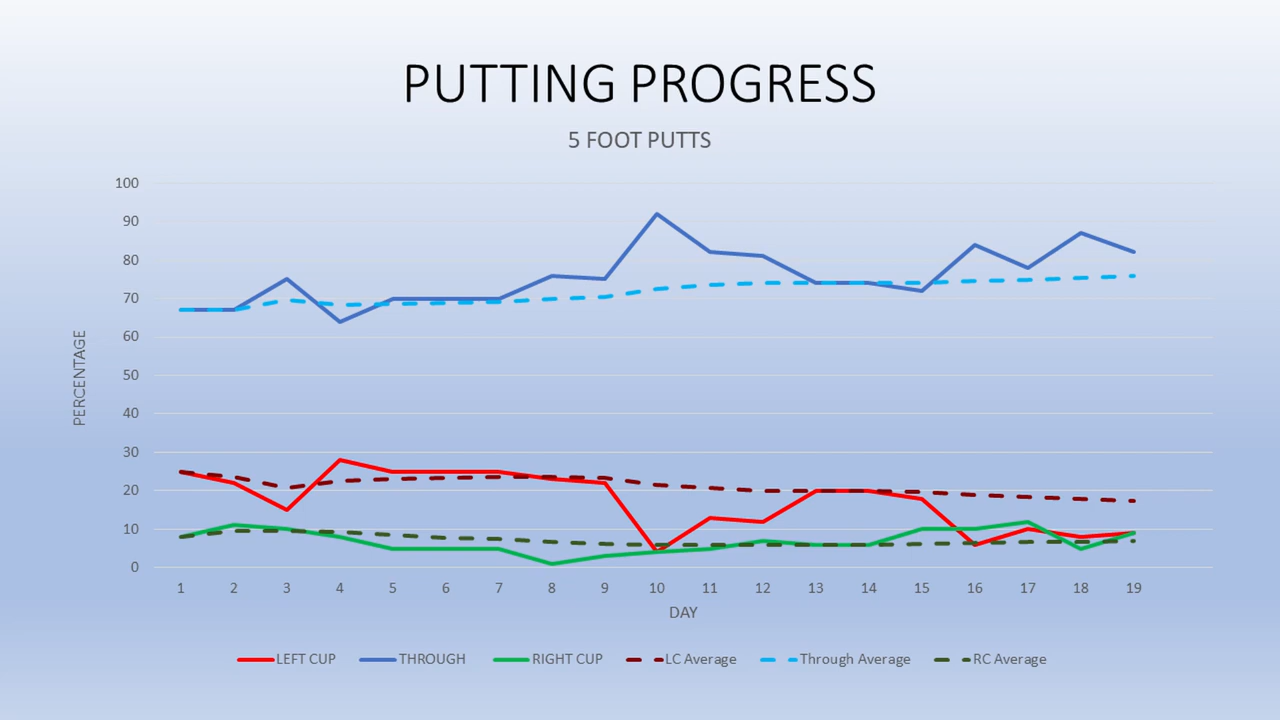 PUTTING PROGRESS
5 FOOT PUTTS
100
90
80
70
60
50
40
30
20
10
0
PERCENTAGE
1 2 3 4 5 6 7 8 9 10 11 12 13 14 15 16 17 18 19
DAY
LEFT CUP THROUGH RIGHT CUP LC Average Through Average RC Average